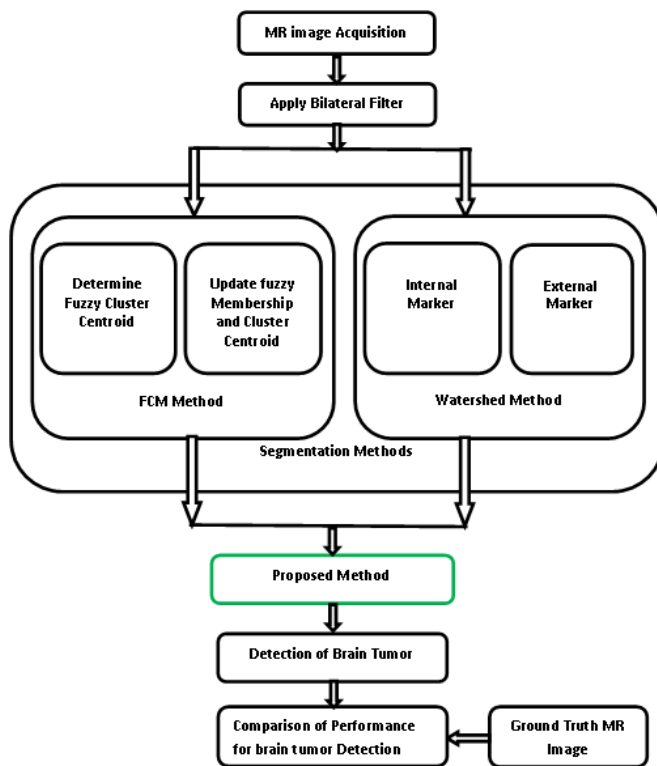 MR image Acquisition
Apply Bilateral Filter
Determine
Fuzzy Cluster
Centroid
Update fuzzy
Membership
and Cluster
Centroid
FCM Method
Internal
Marker
External
Marker
Watershed Method
Segmentation Methods
Proposed Method
Detection of Brain Tumor
Comparison of Performance
for brain tumor Detection
Ground Truth MR
Image